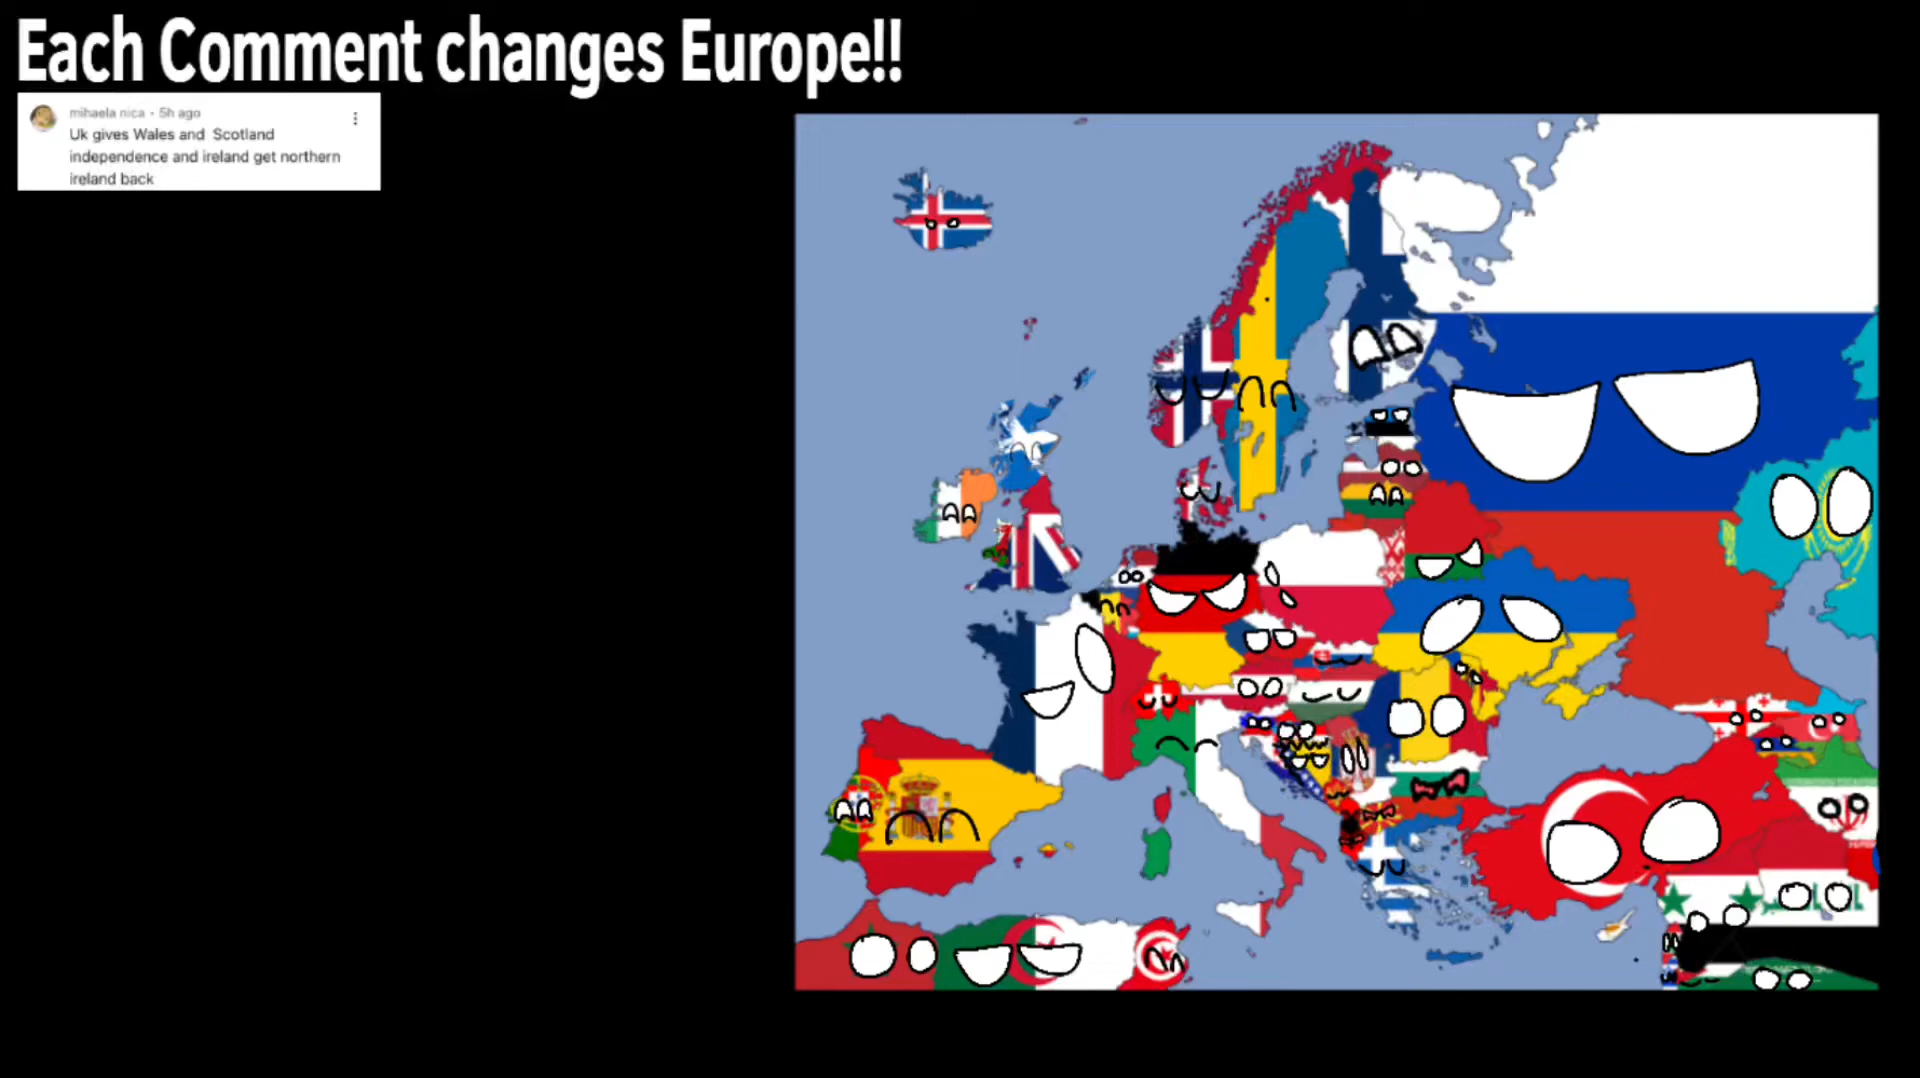 Each Comment changes Europe!!
mihaela nica • 5h ago
Uk gives Wales and Scotland
independence and ireland get northern
ireland back